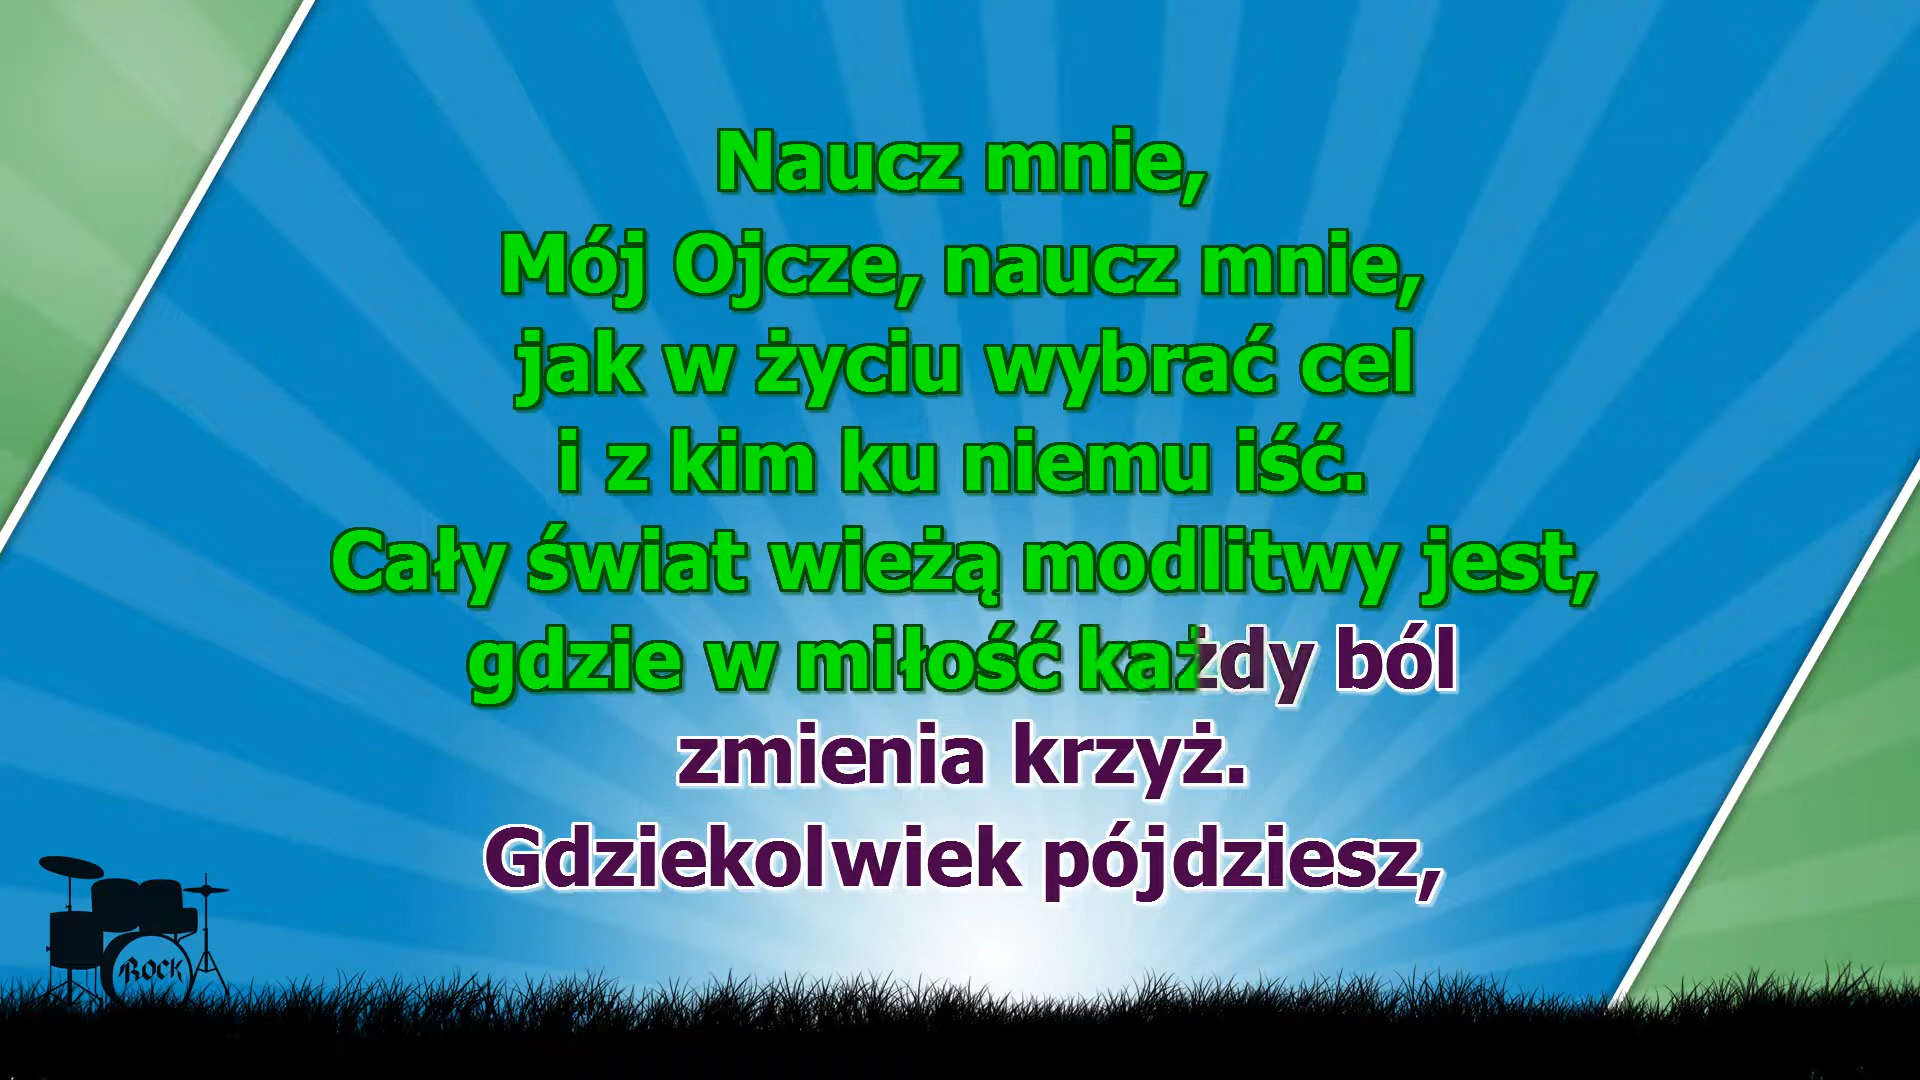 Naucz mnie,
Mój Ojcze, naucz mnie,
jak w życiu wybrać cel
i z kim ku niemu iść.
Cały świat wieżą modlitwy jest,
gdzie w miłość każdy ból
zmienia krzyż.
Gdziekolwiek pójdziesz,
ROCK